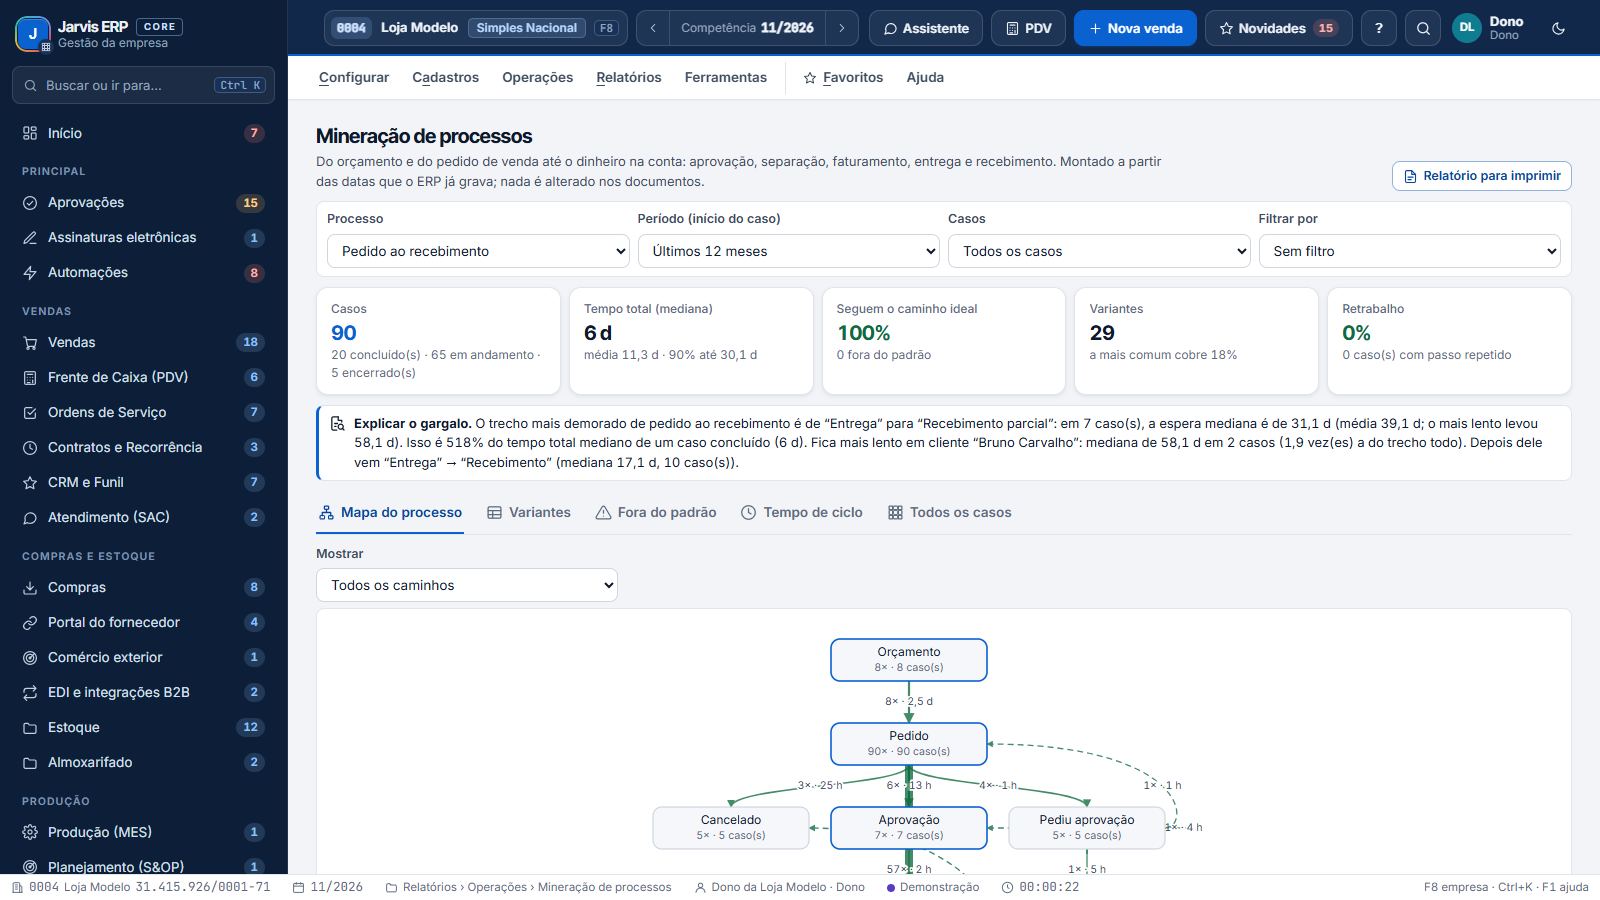 Jarvis ERP CORE
Gestão da empresa
0004 Loja Modelo Simples Nacional F8
Competência 11/2026
Assistente
PDV
Nova venda
Novidades 15
?
DL
Dono
Dono
Buscar ou ir para... Ctrl K
Configurar
Cadastros
Operações
Relatórios
Ferramentas
Favoritos
Ajuda
Início 7
PRINCIPAL
Aprovações 15
Assinaturas eletrônicas 1
Automações 8
VENDAS
Vendas 18
Frente de Caixa (PDV) 6
Ordens de Serviço 7
Contratos e Recorrência 3
CRM e Funil 7
Atendimento (SAC) 2
COMPRAS E ESTOQUE
Compras 8
Portal do fornecedor 4
Comércio exterior 1
EDI e integrações B2B 2
Estoque 12
Almoxarifado 2
PRODUÇÃO
Produção (MES) 1
Planejamento (S&OP) 1
Mineração de processos
Do orçamento e do pedido de venda até o dinheiro na conta: aprovação, separação, faturamento, entrega e recebimento. Montado a partir
das datas que o ERP já grava; nada é alterado nos documentos.
Relatório para imprimir
Processo
Pedido ao recebimento
Período (início do caso)
Últimos 12 meses
Casos
Todos os casos
Filtrar por
Sem filtro
Casos
90
20 concluído(s) · 65 em andamento ·
5 encerrado(s)
Tempo total (mediana)
6 d
média 11,3 d · 90% até 30,1 d
Seguem o caminho ideal
100%
0 fora do padrão
Variantes
29
a mais comum cobre 18%
Retrabalho
0%
0 caso(s) com passo repetido
Explicar o gargalo. O trecho mais demorado de pedido ao recebimento é de “Entrega” para “Recebimento parcial”: em 7 caso(s), a espera mediana é de 31,1 d (média 39,1 d; o mais lento levou
58,1 d). Isso é 518% do tempo total mediano de um caso concluído (6 d). Fica mais lento em cliente “Bruno Carvalho”: mediana de 58,1 d em 2 casos (1,9 vez(es) a do trecho todo). Depois dele
vem “Entrega” → “Recebimento” (mediana 17,1 d, 10 caso(s)).
Mapa do processo
Variantes
Fora do padrão
Tempo de ciclo
Todos os casos
Mostrar
Todos os caminhos
Orçamento
8× · 8 caso(s)
8× · 2,5 d
Pedido
90× · 90 caso(s)
3× · 25 h
6× · 13 h
4× · 1 h
1× · 1 h
Cancelado
5× · 5 caso(s)
Aprovação
7× · 7 caso(s)
Pediu aprovação
5× · 5 caso(s)
1× · 4 h
57× · 2 h
1× · 5 h
0004 Loja Modelo 31.415.926/0001-71
11/2026
Relatórios › Operações › Mineração de processos
Dono da Loja Modelo · Dono
Demonstração
00:00:22
F8 empresa · Ctrl+K · F1 ajuda